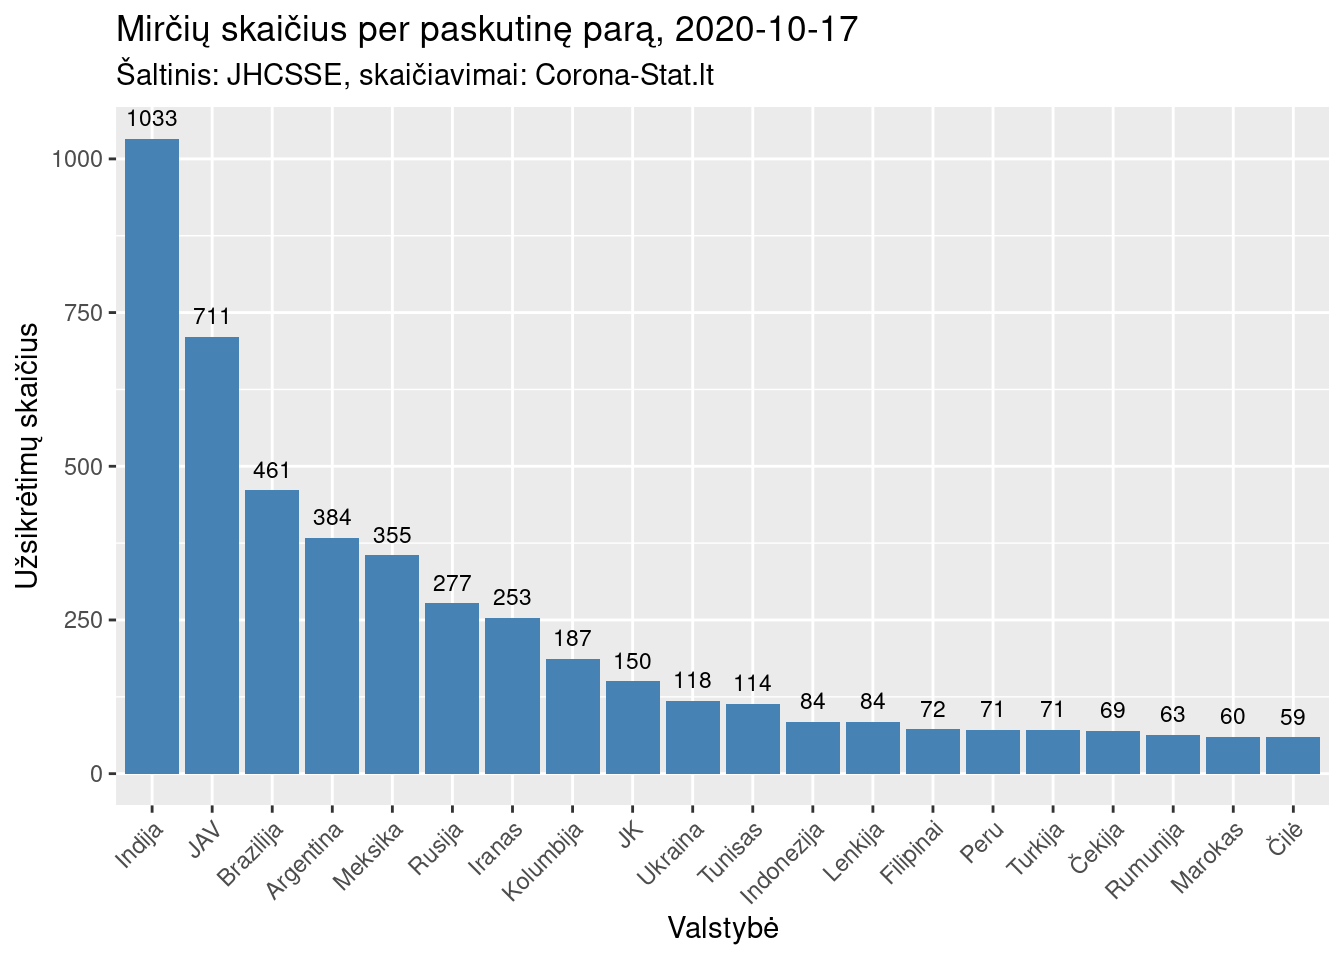 Mirčių skaičius per paskutinę parą, 2020-10-17
Šaltinis: JHCSSE, skaičiavimai: Corona-Stat.lt
Užsikrėtimų skaičius
1000
750
500
250
0
1033
711
461
384
355
277
253
187
150
118
114
84
84
72
71
71
69
63
60
59
Indija
JAV
Brazilija
Argentina
Meksika
Rusija
Iranas
Kolumbija
JK
Ukraina
Tunisas
Indonezija
Lenkija
Filipinai
Peru
Turkija
Čekija
Rumunija
Marokas
Čilė
Valstybė